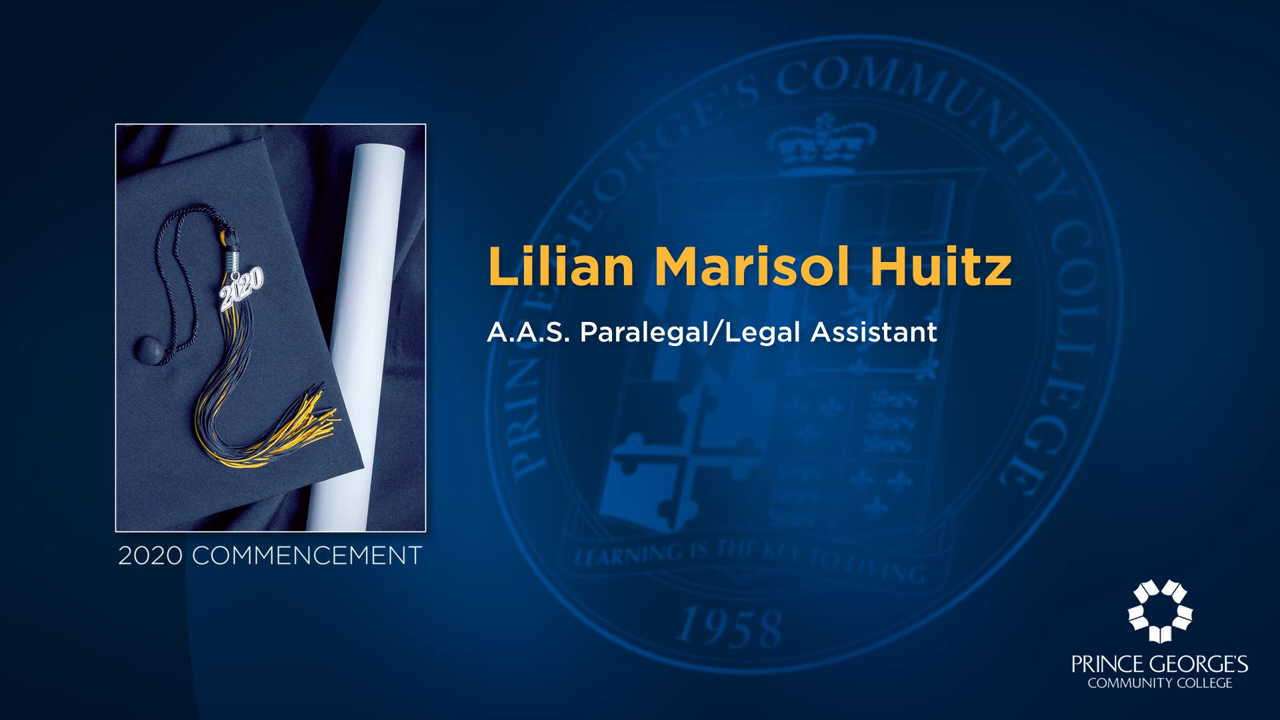 PRINCE GEORGE'S COMMUNITY COLLEGE
2020
Lilian Marisol Huitz
A.A.S. Paralegal/Legal Assistant
2020 COMMENCEMENT
LEARNING IS THE KEY TO LIVING
1958
PRINCE GEORGE'S
COMMUNITY COLLEGE